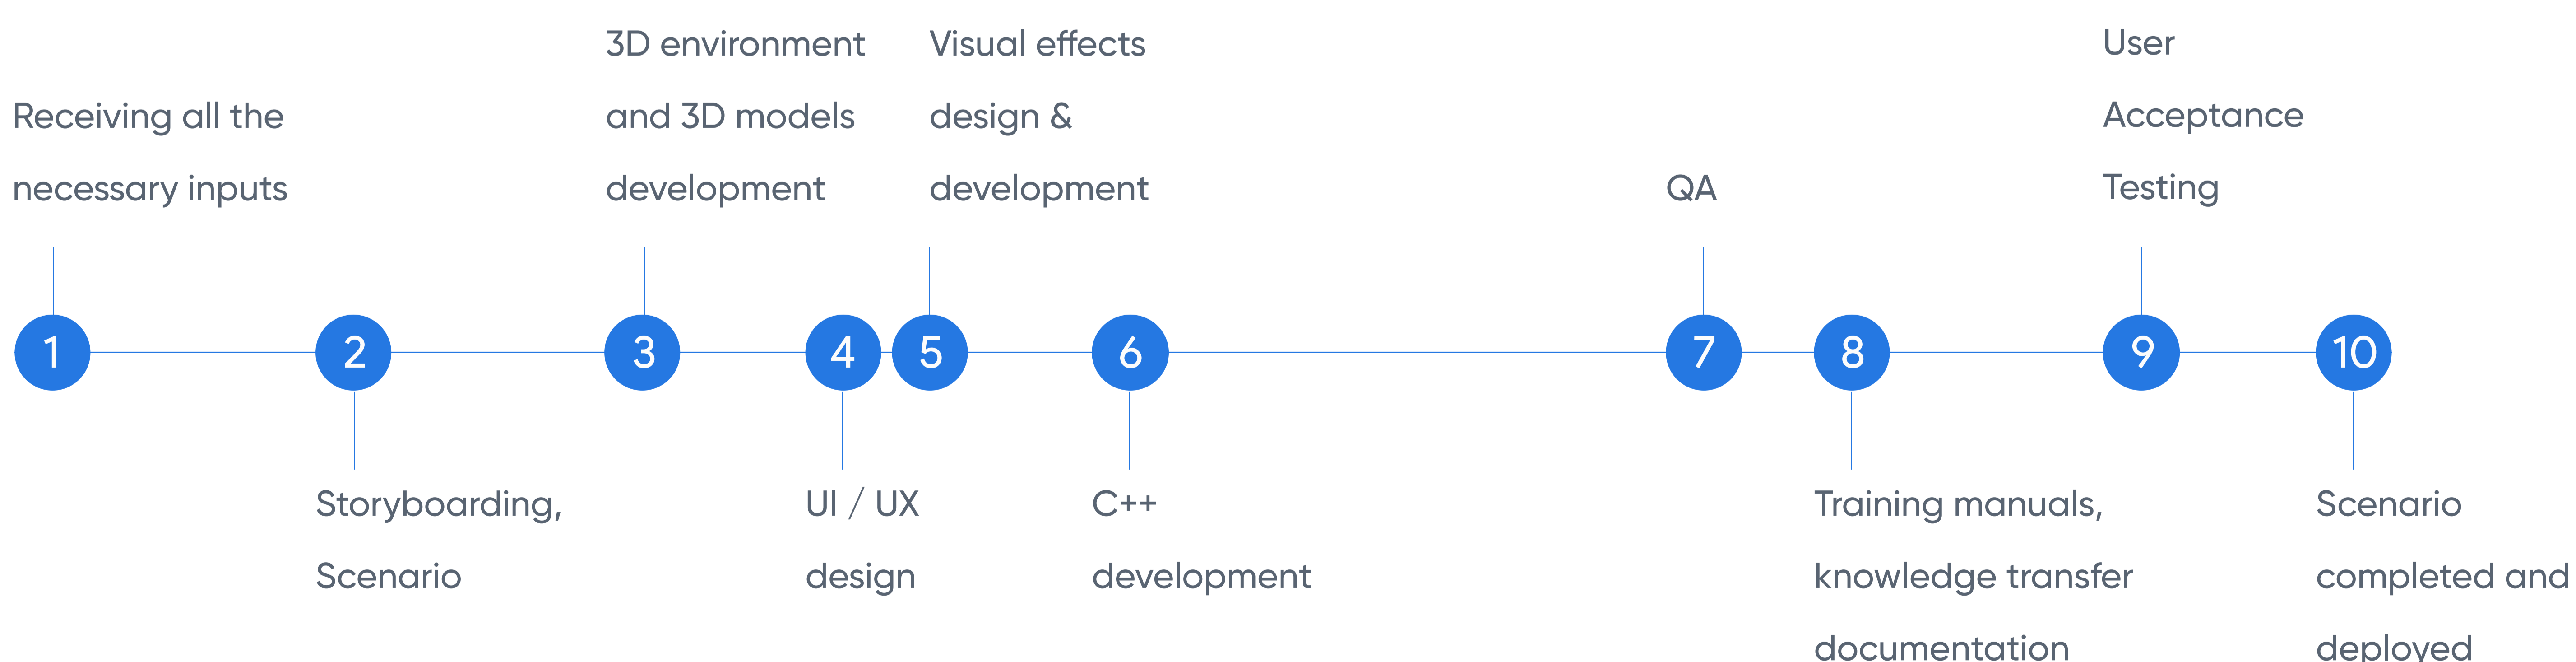 Receiving all the
necessary inputs
3D environment
and 3D models
development
Visual effects
design &
development
QA
User
Acceptance
Testing
1
2
3
4
5
6
7
8
9
10
Storyboarding,
Scenario
UI / UX
design
C++
development
Training manuals,
knowledge transfer
documentation
Scenario
completed and
deployed